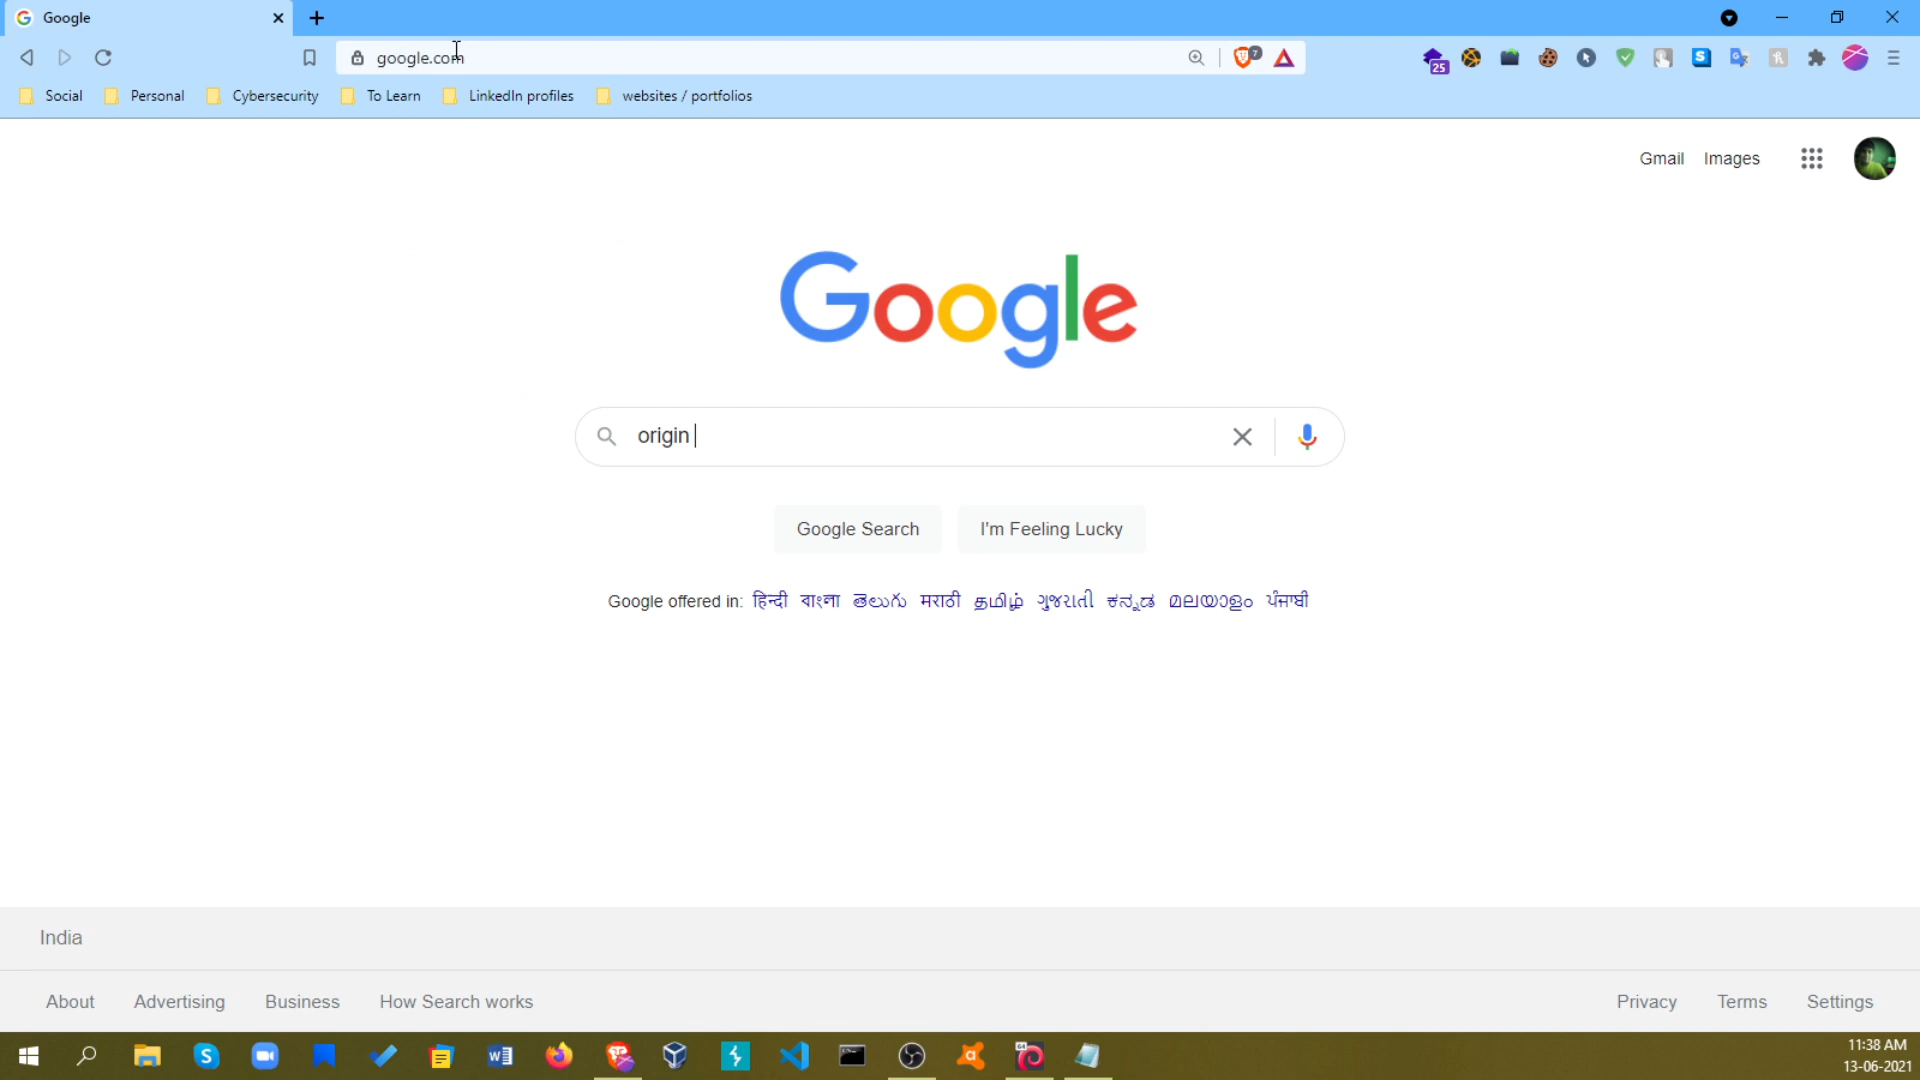 Google
google.com
7
25
Social
Personal
Cybersecurity
To Learn
LinkedIn profiles
websites / portfolios
Gmail
Images
Google
origin
Google Search
I'm Feeling Lucky
Google offered in: हिन्दी বাংলা తెలుగు मराठी தமிழ் ગુજરાતી ಕನ್ನಡ മലയാളം ਪੰਜਾਬੀ
India
About
Advertising
Business
How Search works
Privacy
Terms
Settings
11:38 AM
13-06-2021